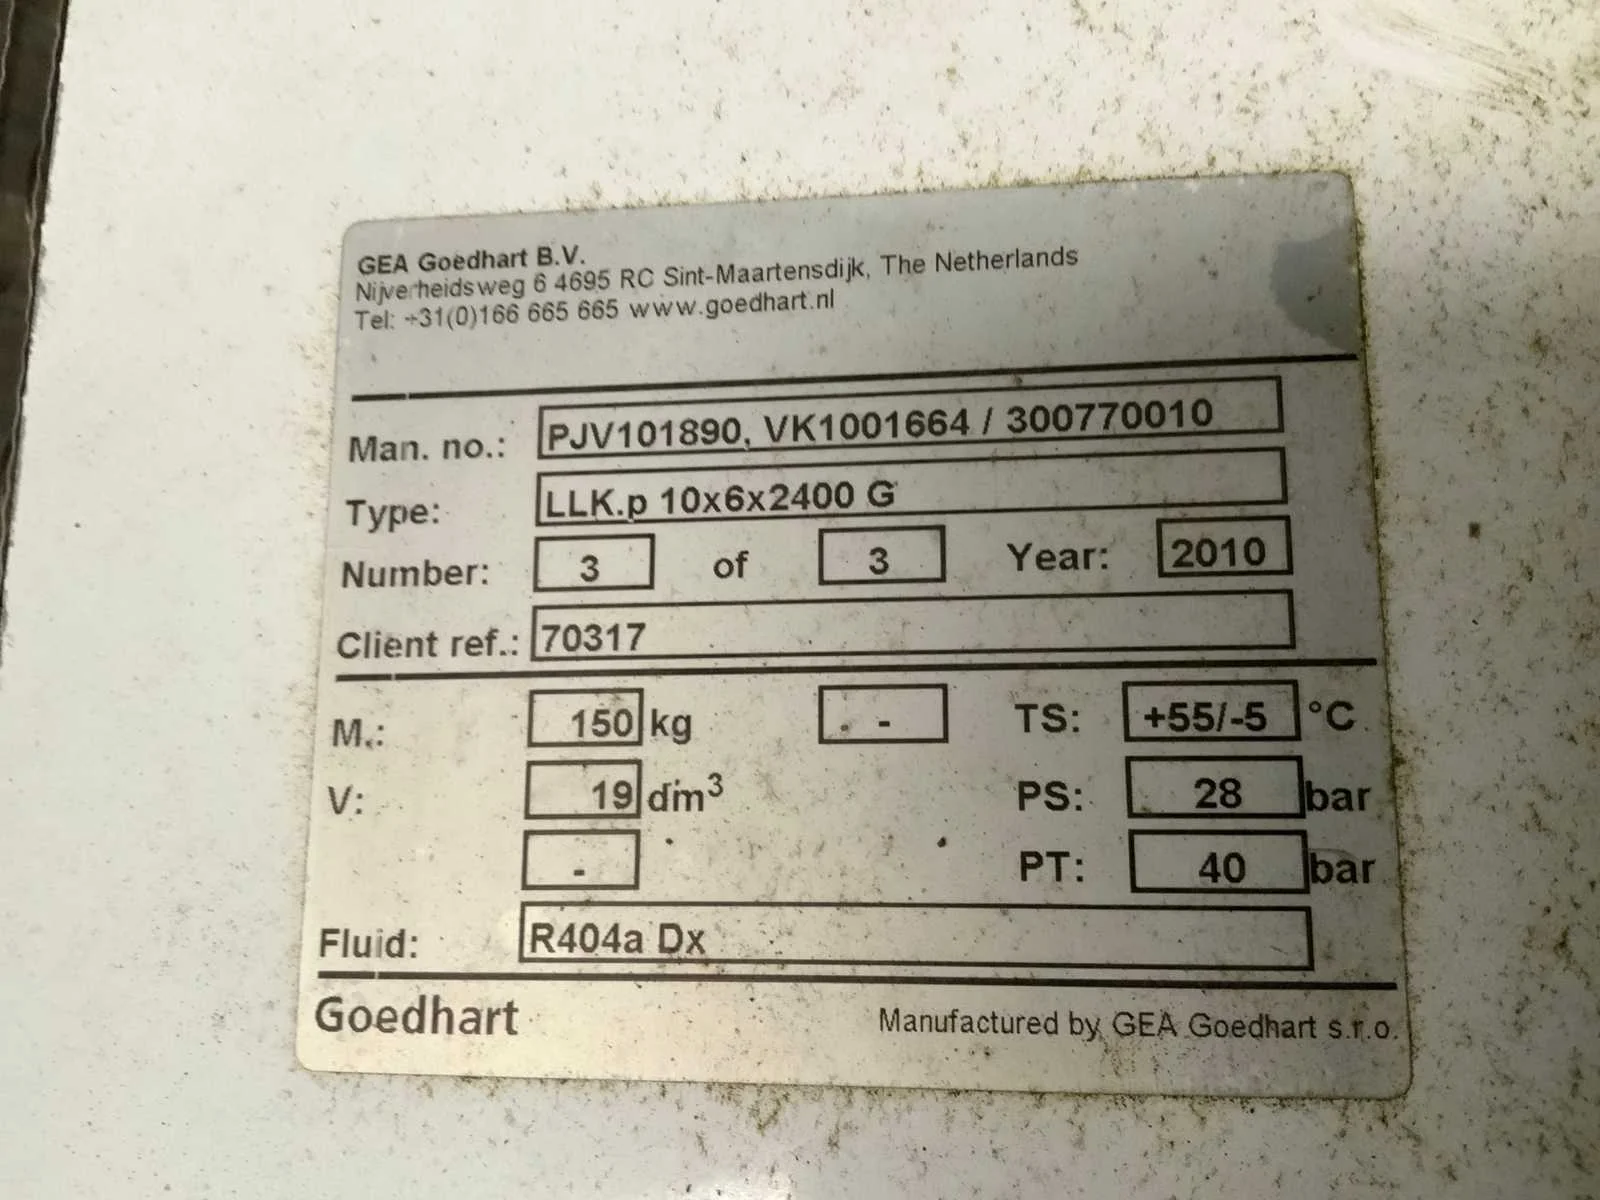 GEA Goedhart B.V.
Nijverheidsweg 6 4695 RC Sint-Maartensdijk, The Netherlands
Tel: +31(0)166 665 665 www.goedhart.nl
Man. no.: PJV101890, VK1001664 / 300770010
Type: LLK.p 10x6x2400 G
Number: 3 of 3 Year: 2010
Client ref.: 70317
M.: 150 kg - TS: +55/-5 °C
V: 19 dm³ PS: 28 bar
- PT: 40 bar
Fluid: R404a Dx
Goedhart Manufactured by GEA Goedhart s.r.o.